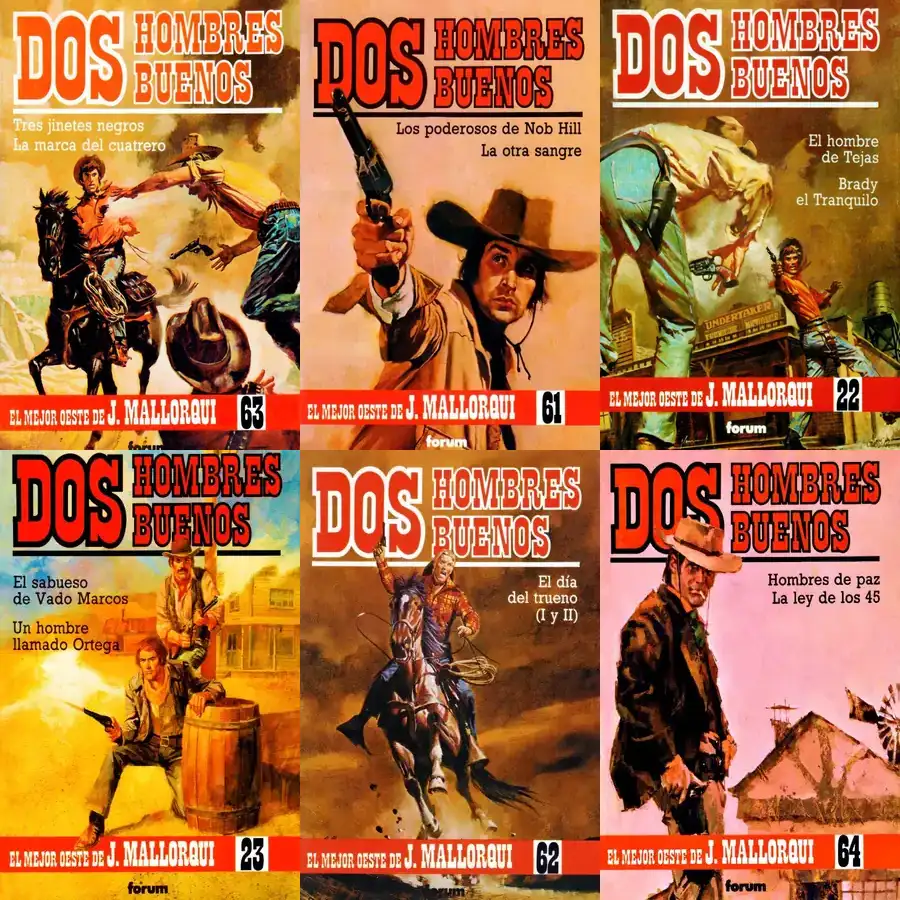 DOS HOMBRES
BUENOS
Tres jinetes negros
La marca del cuatrero
EL MEJOR OESTE DE J. MALLORQUI 63
forum
DOS HOMBRES
BUENOS
Los poderosos de Nob Hill
La otra sangre
EL MEJOR OESTE DE J. MALLORQUI 61
forum
DOS HOMBRES
BUENOS
El hombre
de Tejas
Brady
el Tranquilo
UNDERTAKER
EL MEJOR OESTE DE J. MALLORQUI 22
forum
DOS HOMBRES
BUENOS
El sabueso
de Vado Marcos
Un hombre
llamado Ortega
EL MEJOR OESTE DE J. MALLORQUI 23
forum
DOS HOMBRES
BUENOS
El día
del trueno
(I y II)
EL MEJOR OESTE DE J. MALLORQUI 62
forum
DOS HOMBRES
BUENOS
Hombres de paz
La ley de los 45
EL MEJOR OESTE DE J. MALLORQUI 64
forum